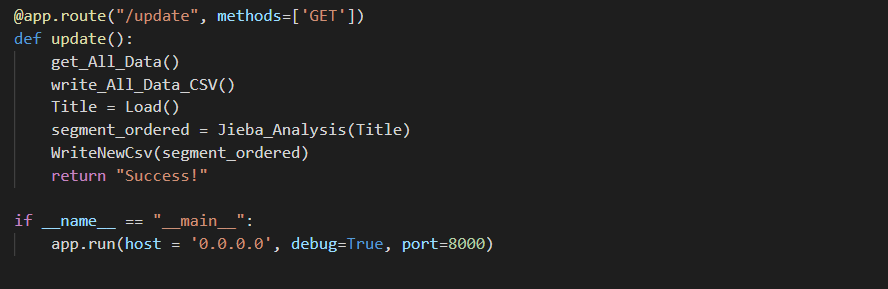 @app.route("/update", methods=['GET'])
def update():
    get_All_Data()
    write_All_Data_CSV()
    Title = Load()
    segment_ordered = Jieba_Analysis(Title)
    WriteNewCsv(segment_ordered)
    return "Success!"

if __name__ == "__main__":
    app.run(host = '0.0.0.0', debug=True, port=8000)